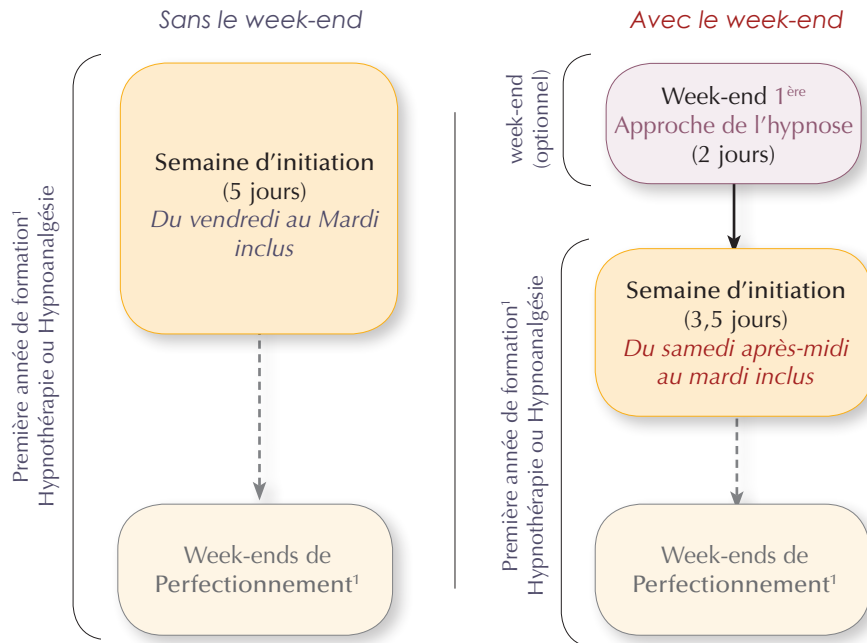 Sans le week-end
Première année de formation¹
Hypnothérapie ou Hypnoanalgésie
Semaine d'initiation
(5 jours)
Du vendredi au Mardi
inclus
Week-ends de
Perfectionnement¹
Avec le week-end
week-end
(optionnel)
Week-end 1ère
Approche de l'hypnose
(2 jours)
Première année de formation¹
Hypnothérapie ou Hypnoanalgésie
Semaine d'initiation
(3,5 jours)
Du samedi après-midi
au mardi inclus
Week-ends de
Perfectionnement¹